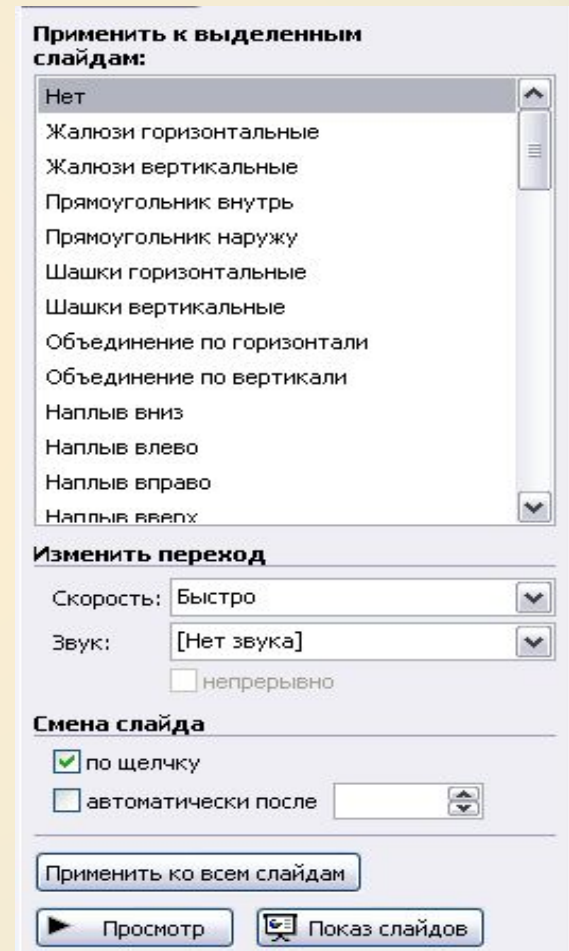 Применить к выделенным
слайдам:
Нет
Жалюзи горизонтальные
Жалюзи вертикальные
Прямоугольник внутрь
Прямоугольник наружу
Шашки горизонтальные
Шашки вертикальные
Объединение по горизонтали
Объединение по вертикали
Наплыв вниз
Наплыв влево
Наплыв вправо
Наплыв вверх
Изменить переход
Скорость: Быстро
Звук: [Нет звука]
непрерывно
Смена слайда
по щелчку
автоматически после
Применить ко всем слайдам
Просмотр Показ слайдов